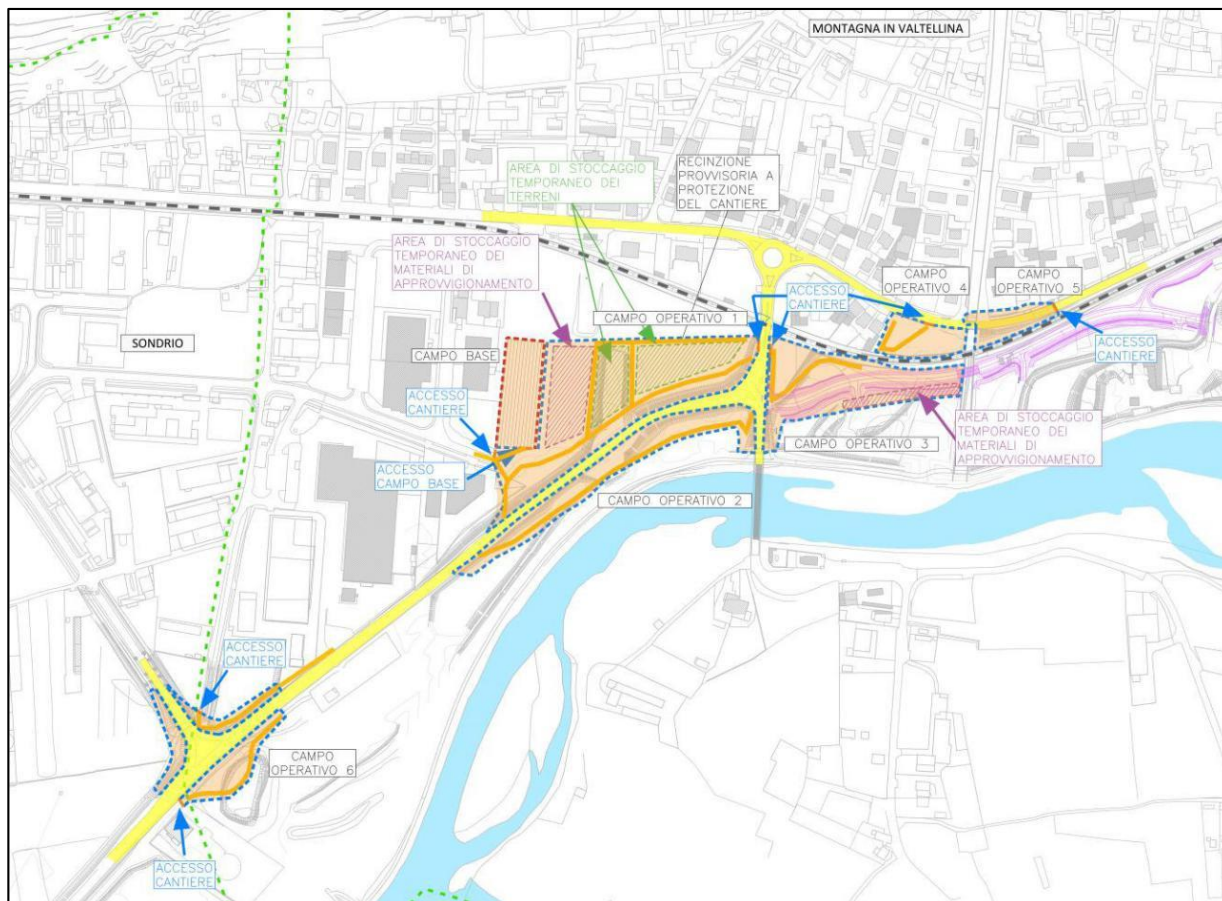 MONTAGNA IN VALTELLINA
AREA DI STOCCAGGIO
TEMPORANEO DEI
TERRENI
RECINZIONE
PROVVISORIA A
PROTEZIONE
DEL CANTIERE
AREA DI STOCCAGGIO
TEMPORANEO DEI
MATERIALI DI
APPROVVIGIONAMENTO
CAMPO
OPERATIVO 4
CAMPO
OPERATIVO 5
ACCESSO
CANTIERE
CAMPO OPERATIVO 1
SONDRIO
CAMPO BASE
ACCESSO
CANTIERE
ACCESSO
CANTIERE
ACCESSO
CAMPO BASE
CAMPO OPERATIVO 3
AREA DI STOCCAGGIO
TEMPORANEO DEI
MATERIALI DI
APPROVVIGIONAMENTO
CAMPO OPERATIVO 2
ACCESSO
CANTIERE
CAMPO
OPERATIVO 6
ACCESSO
CANTIERE